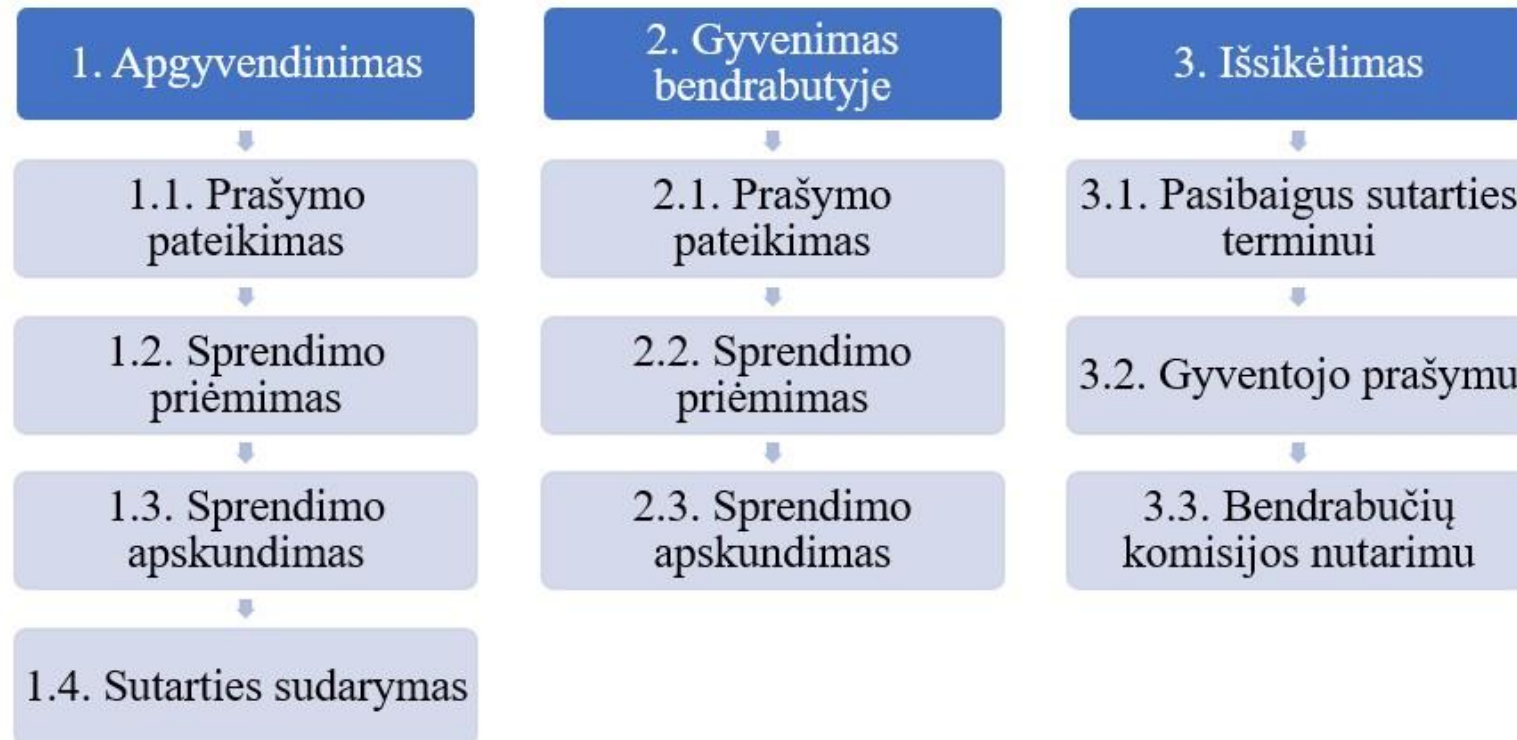 1. Apgyvendinimas
1.1. Prašymo
pateikimas
1.2. Sprendimo
priėmimas
1.3. Sprendimo
apskundimas
1.4. Sutarties sudarymas
2. Gyvenimas
bendrabutyje
2.1. Prašymo
pateikimas
2.2. Sprendimo
priėmimas
2.3. Sprendimo
apskundimas
3. Išsikėlimas
3.1. Pasibaigus sutarties
terminui
3.2. Gyventojo prašymu
3.3. Bendrabučių
komisijos nutarimu